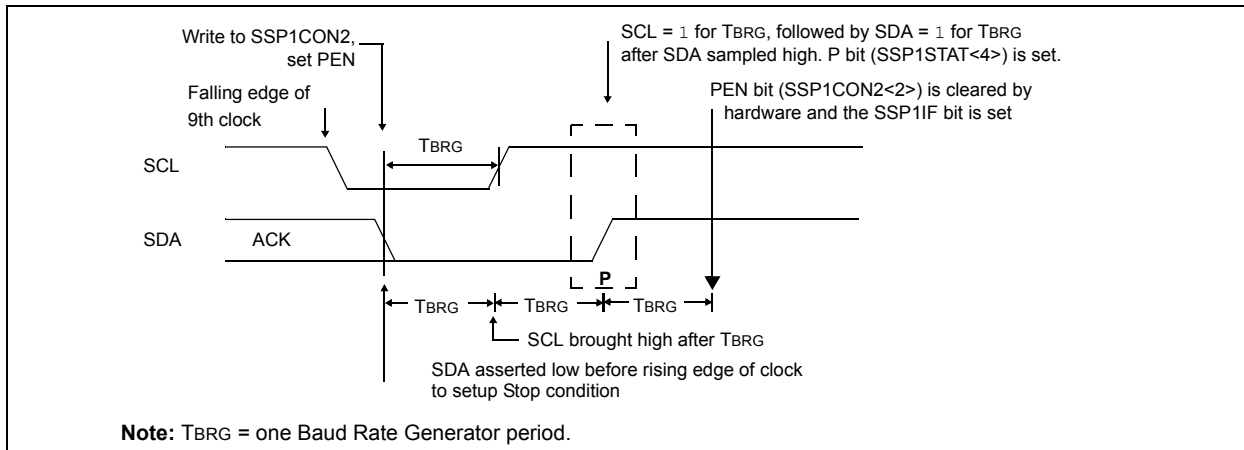 Write to SSP1CON2,
set PEN
SCL = 1 for TBRG, followed by SDA = 1 for TBRG
after SDA sampled high. P bit (SSP1STAT<4>) is set.
Falling edge of
9th clock
PEN bit (SSP1CON2<2>) is cleared by
hardware and the SSP1IF bit is set
TBRG
SCL
SDA
ACK
P
TBRG
TBRG
TBRG
SCL brought high after TBRG
SDA asserted low before rising edge of clock
to setup Stop condition
Note: TBRG = one Baud Rate Generator period.